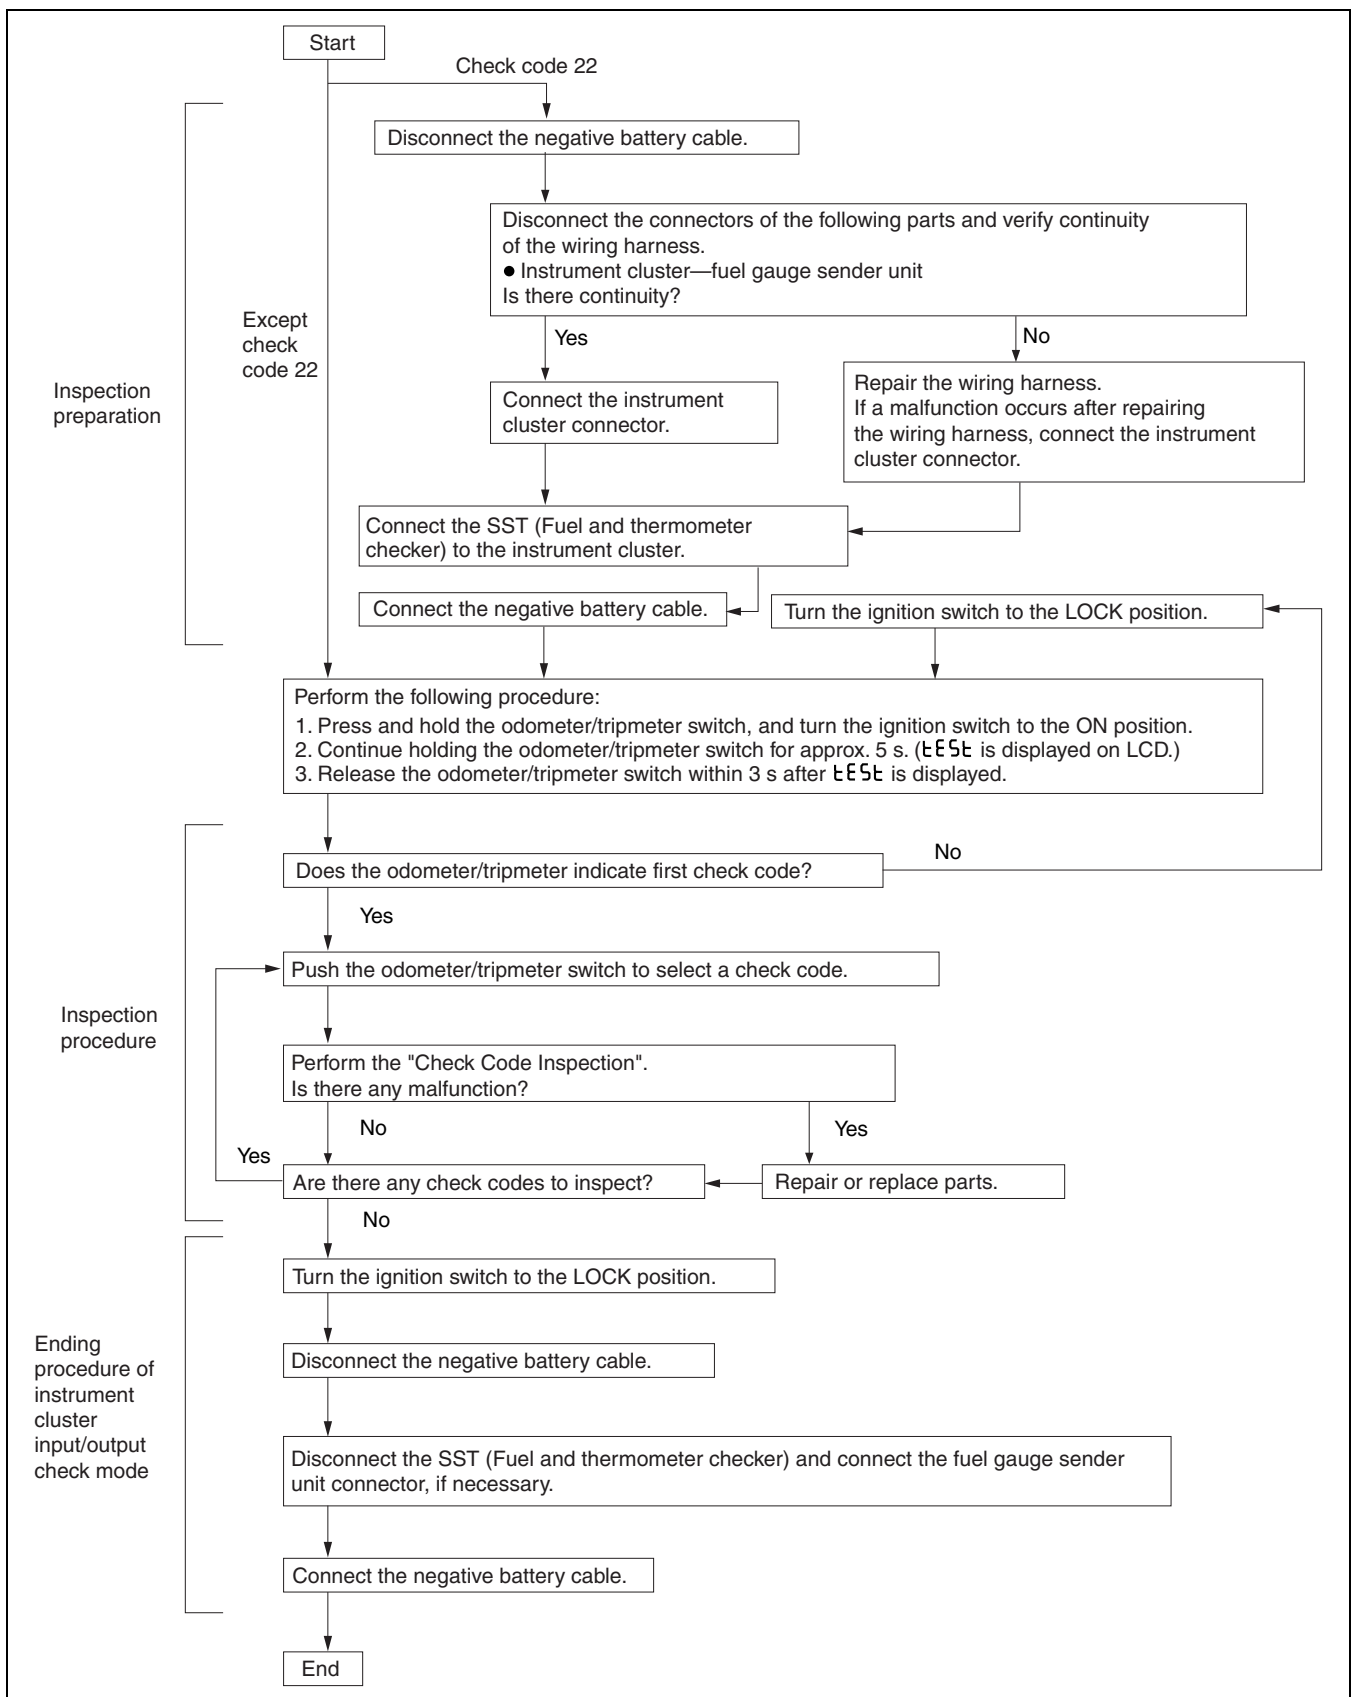 Start
Check code 22
Disconnect the negative battery cable.
Disconnect the connectors of the following parts and verify continuity
of the wiring harness.
● Instrument cluster—fuel gauge sender unit
Is there continuity?
Except
check
code 22
Yes
No
Inspection
preparation
Connect the instrument
cluster connector.
Repair the wiring harness.
If a malfunction occurs after repairing
the wiring harness, connect the instrument
cluster connector.
Connect the SST (Fuel and thermometer
checker) to the instrument cluster.
Connect the negative battery cable.
Turn the ignition switch to the LOCK position.
Perform the following procedure:
1. Press and hold the odometer/tripmeter switch, and turn the ignition switch to the ON position.
2. Continue holding the odometer/tripmeter switch for approx. 5 s. (tESt is displayed on LCD.)
3. Release the odometer/tripmeter switch within 3 s after tESt is displayed.
Does the odometer/tripmeter indicate first check code?
No
Yes
Push the odometer/tripmeter switch to select a check code.
Inspection
procedure
Perform the "Check Code Inspection".
Is there any malfunction?
No
Yes
Yes
Are there any check codes to inspect?
Repair or replace parts.
No
Turn the ignition switch to the LOCK position.
Ending
procedure of
instrument
cluster
input/output
check mode
Disconnect the negative battery cable.
Disconnect the SST (Fuel and thermometer checker) and connect the fuel gauge sender
unit connector, if necessary.
Connect the negative battery cable.
End